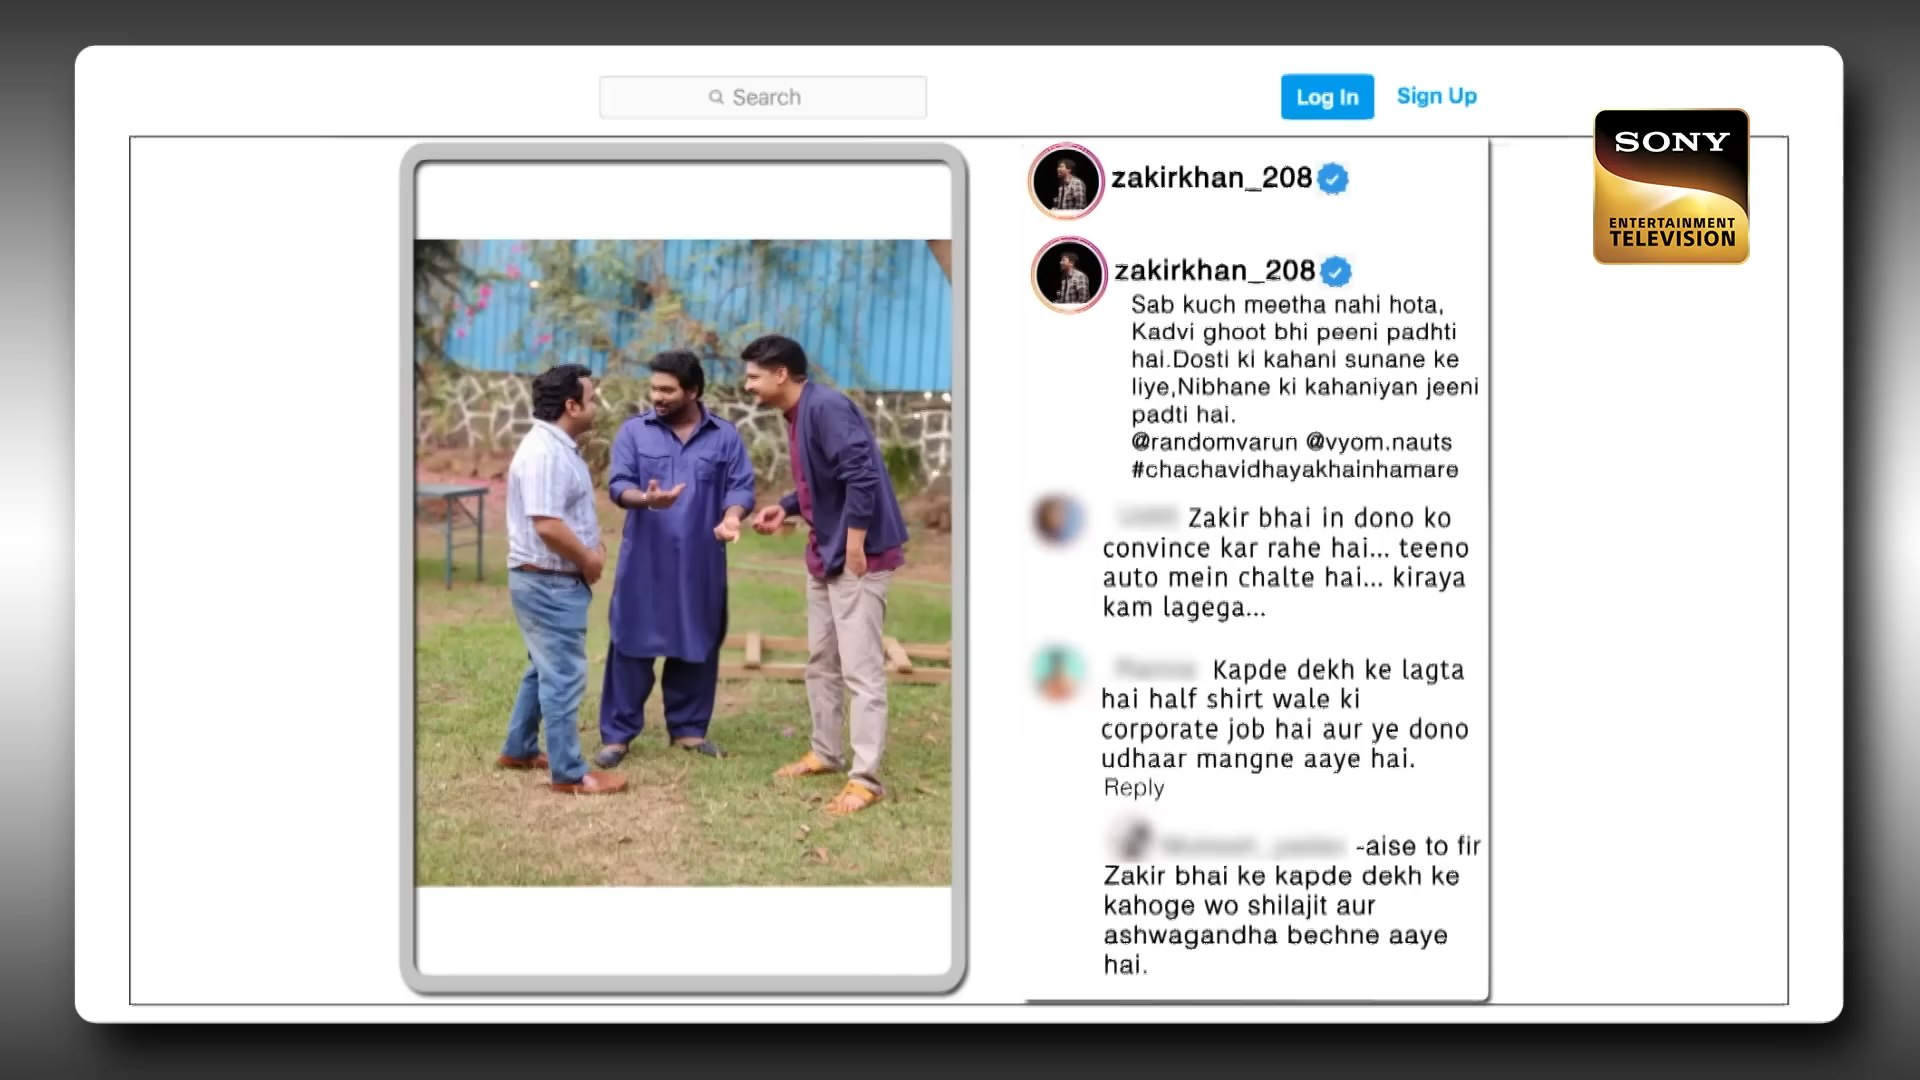 Search
Log In
Sign Up
SONY
ENTERTAINMENT
TELEVISION
zakirkhan_208
zakirkhan_208
Sab kuch meetha nahi hota,
Kadvi ghoot bhi peeni padhti
hai.Dosti ki kahani sunane ke
liye,Nibhane ki kahaniyan jeeni
padti hai.
@randomvarun @vyom.nauts
#chachavidhayakhainhamare
Zakir bhai in dono ko
convince kar rahe hai... teeno
auto mein chalte hai... kiraya
kam lagega...
Kapde dekh ke lagta
hai half shirt wale ki
corporate job hai aur ye dono
udhaar mangne aaye hai.
Reply
-aise to fir
Zakir bhai ke kapde dekh ke
kahoge wo shilajit aur
ashwagandha bechne aaye
hai.